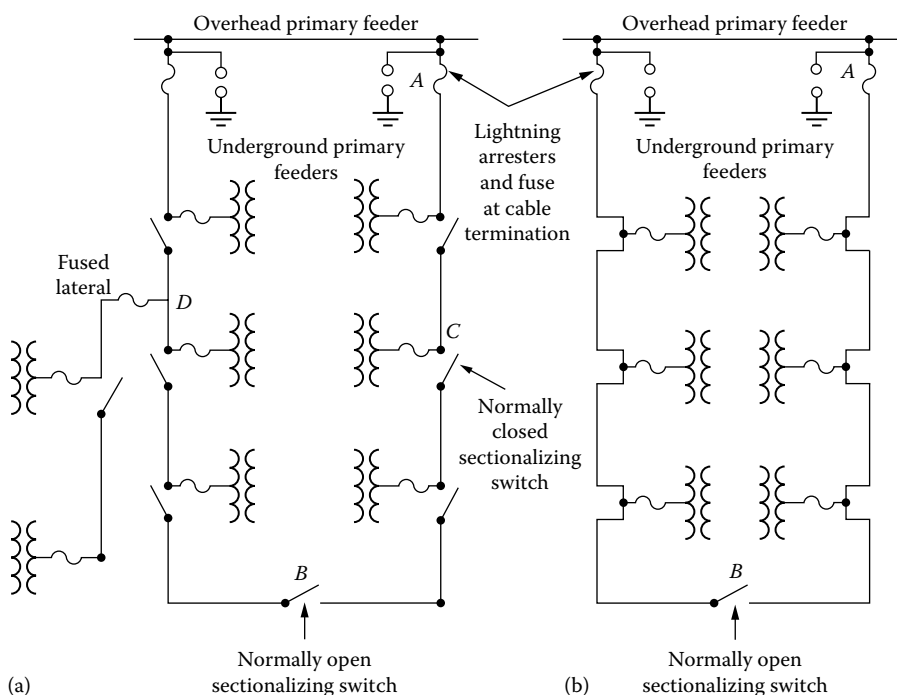 Overhead primary feeder
A
Underground primary
feeders
Lightning
arresters
and fuse
at cable
termination
Fused
lateral
D
C
Normally
closed
sectionalizing
switch
B
Normally open
sectionalizing switch
(a)
Overhead primary feeder
A
Underground primary
feeders
B
Normally open
sectionalizing switch
(b)